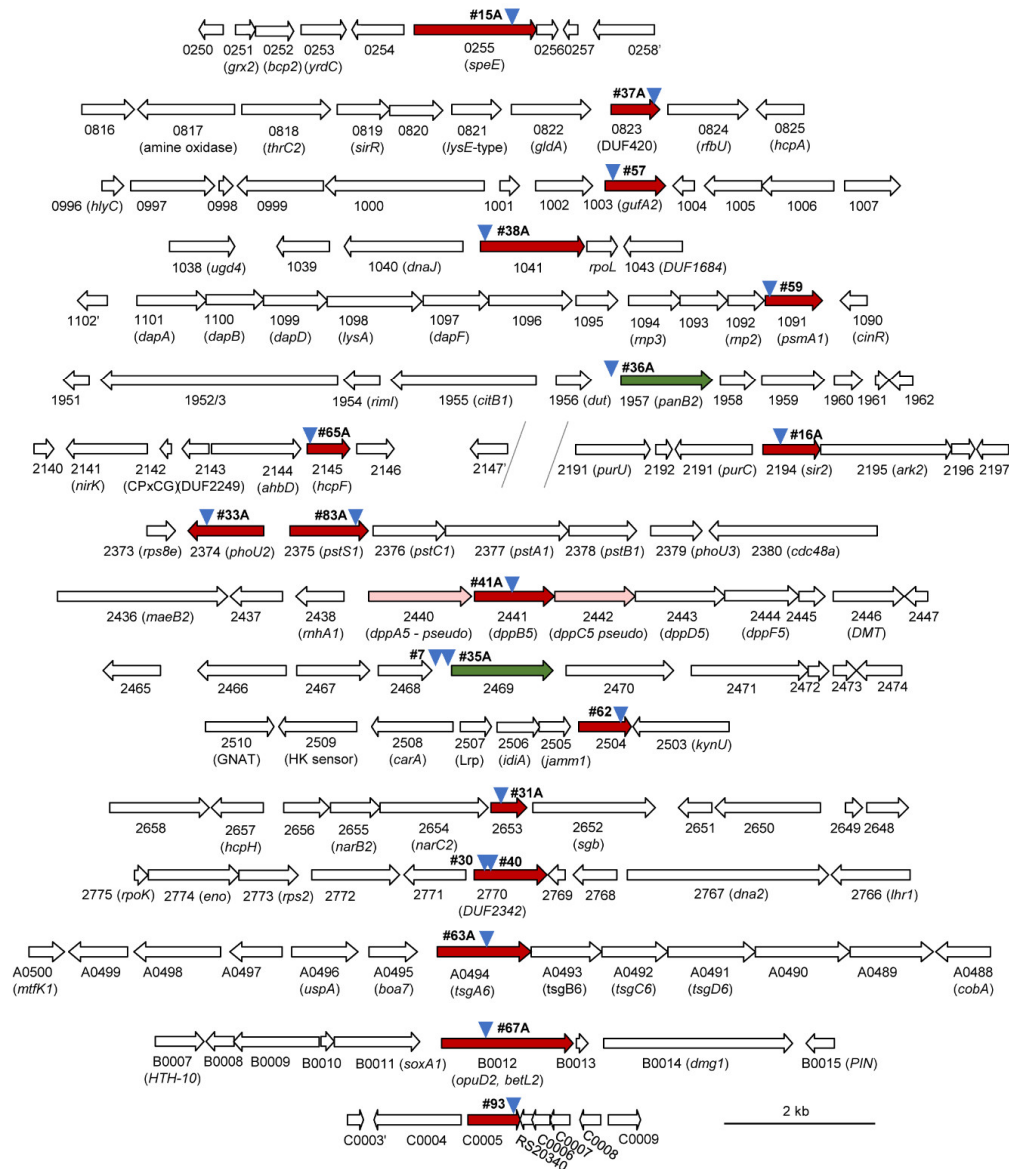 #15A
0250 0251 0252 0253 0254 0255 0256 0257 0258'
(grx2) (bcp2) (yrdC) (speE)
#37A
0816 0817 0818 0819 0820 0821 0822 0823 0824 0825
(amine oxidase) (thrC2) (sirR) (lysE-type) (gldA) (DUF420) (rfbU) (hcpA)
#57
0996 (hlyC) 0997 0998 0999 1000 1001 1002 1003 (gufA2) 1004 1005 1006 1007
#38A
1038 (ugd4) 1039 1040 (dnaJ) 1041 rpoL 1043 (DUF1684)
#59
1102' 1101 1100 1099 1098 1097 1096 1095 1094 1093 1092 1091 1090
(dapA) (dapB) (dapD) (lysA) (dapF) (rnp3) (rnp2) (psmA1) (cinR)
#36A
1951 1952/3 1954 (rimI) 1955 (citB1) 1956 (dut) 1957 (panB2) 1958 1959 1960 1961 1962
#65A #16A
2140 2141 2142 2143 2144 2145 2146 2147' 2191 (purU) 2192 2191 (purC) 2194 (sir2) 2195 (ark2) 2196 2197
(nirK) (CPxCG) (DUF2249) (ahbD) (hcpF)
#33A #83A
2373 (rps8e) 2374 (phoU2) 2375 (pstS1) 2376 (pstC1) 2377 (pstA1) 2378 (pstB1) 2379 (phoU3) 2380 (cdc48a)
#41A
2436 (maeB2) 2437 2438 2440 2441 2442 2443 2444 2445 2446 2447
(rnhA1) (dppA5 - pseudo) (dppB5) (dppC5 pseudo) (dppD5) (dppF5) (DMT)
#7 #35A
2465 2466 2467 2468 2469 2470 2471 2472 2473 2474
#62
2510 2509 2508 2507 2506 2505 2504 2503 (kynU)
(GNAT) (HK sensor) (carA) (Lrp) (idiA) (jamm1)
#31A
2658 2657 2656 2655 2654 2653 2652 2651 2650 2649 2648
(hcpH) (narB2) (narC2) (sgb)
#30 #40
2775 (rpoK) 2774 (eno) 2773 (rps2) 2772 2771 2770 2769 2768 2767 (dna2) 2766 (lhr1)
(DUF2342)
#63A
A0500 A0499 A0498 A0497 A0496 A0495 A0494 A0493 A0492 A0491 A0490 A0489 A0488
(mtfK1) (uspA) (boa7) (tsgA6) (tsgB6) (tsgC6) (tsgD6) (cobA)
#67A
B0007 B0008 B0009 B0010 B0011 (soxA1) B0012 B0013 B0014 (dmg1) B0015 (PIN)
(HTH-10) (opuD2, betL2)
#93
2 kb
C0003' C0004 C0005 RS20340 C0006 C0007 C0008 C0009